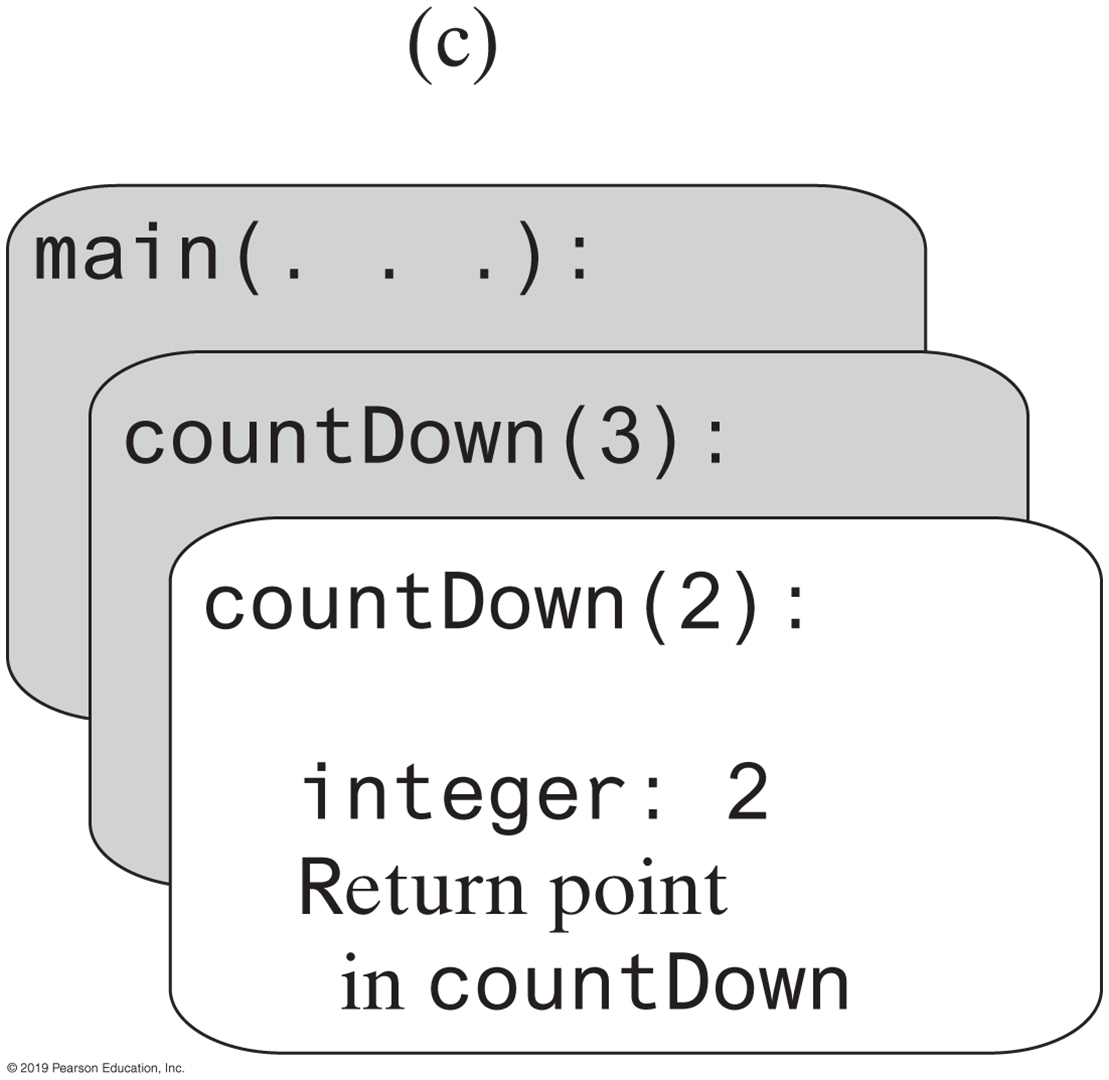 (c)
main(. . .):
countDown(3):
countDown(2):
integer: 2
Return point
in countDown
© 2019 Pearson Education, Inc.